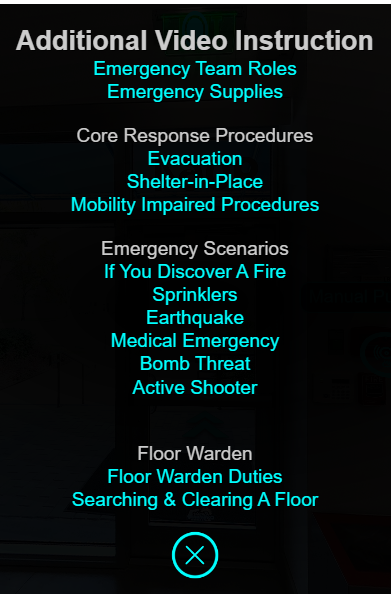 Additional Video Instruction
Emergency Team Roles
Emergency Supplies
Core Response Procedures
Evacuation
Shelter-in-Place
Mobility Impaired Procedures
Emergency Scenarios
If You Discover A Fire
Sprinklers
Earthquake
Medical Emergency
Bomb Threat
Active Shooter
Floor Warden
Floor Warden Duties
Searching & Clearing A Floor